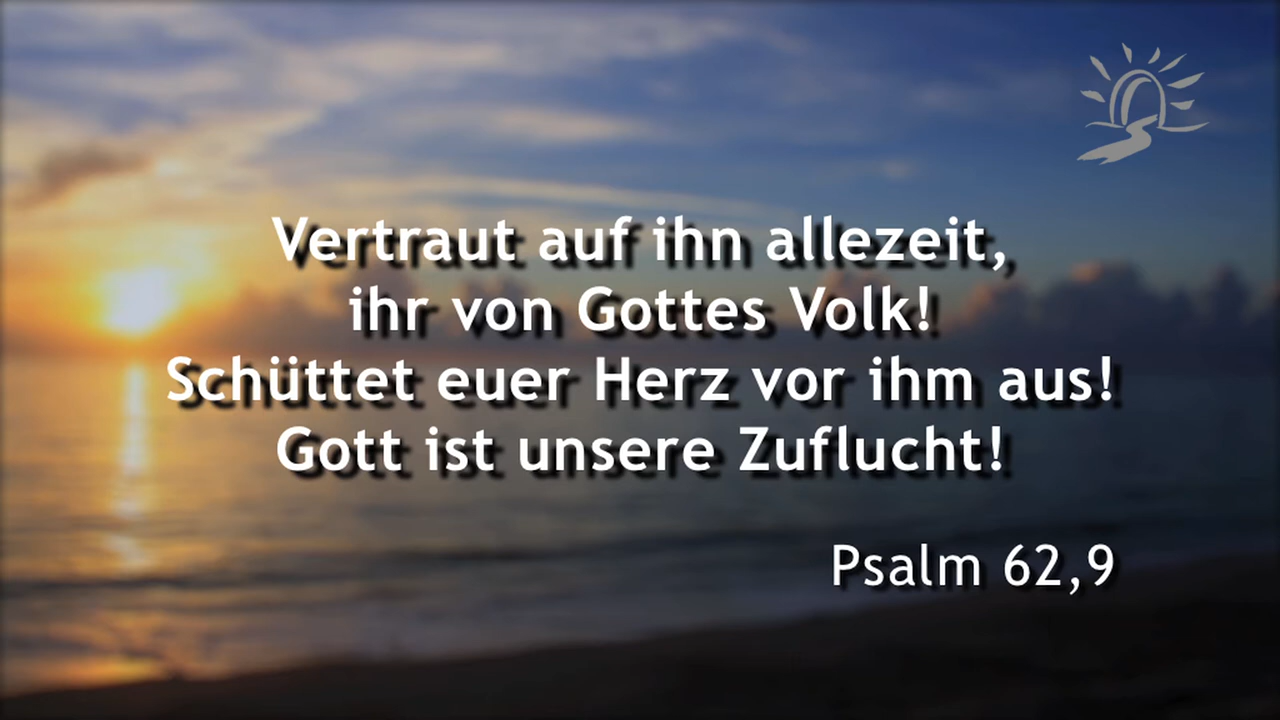 Vertraut auf ihn allezeit,
ihr von Gottes Volk!
Schüttet euer Herz vor ihm aus!
Gott ist unsere Zuflucht!
Psalm 62,9